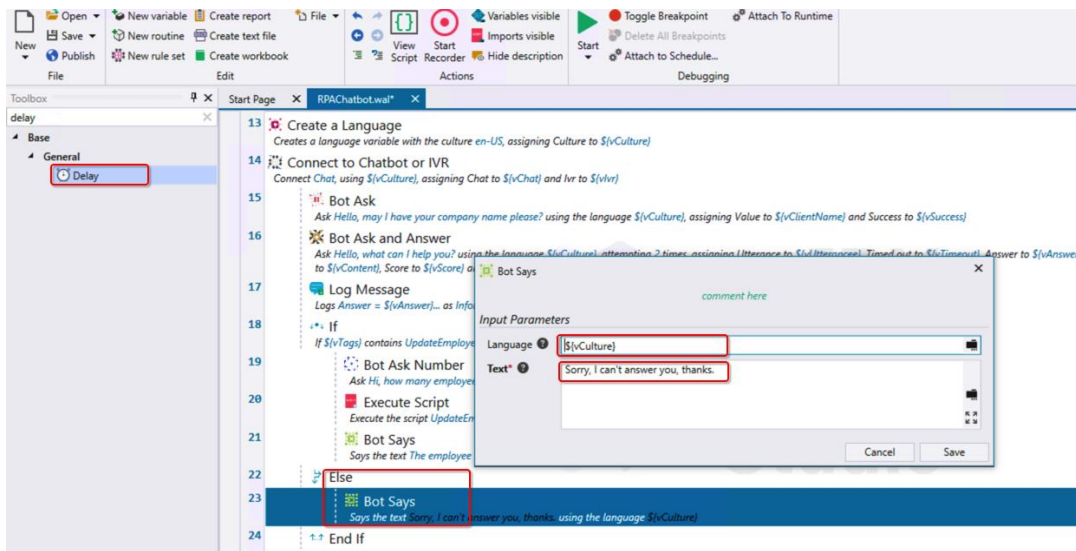 Open
New variable
Create report
File
Variables visible
Toggle Breakpoint
Attach To Runtime
Save
New routine
Create text file
Imports visible
Delete All Breakpoints
New
View
Script
Start
Recorder
Start
Publish
New rule set
Create workbook
Hide description
Attach to Schedule...
File
Edit
Actions
Debugging
Toolbox
Start Page
RPAChatbot.wal*
delay
Base
General
Delay
13 Create a Language
Creates a language variable with the culture en-US, assigning Culture to ${vCulture}
14 Connect to Chatbot or IVR
Connect Chat, using ${vCulture}, assigning Chat to ${vChat} and Ivr to ${vIvr}
15 Bot Ask
Ask Hello, may I have your company name please? using the language ${vCulture}, assigning Value to ${vClientName} and Success to ${vSuccess}
16 Bot Ask and Answer
Ask Hello, what can I help you? using the language ${vCulture}, attempting 2 times, assigning Utterance to ${vUtterancee}, Timed out to ${vTimeout}, Answer to ${vAnswe
to ${vContent}, Score to ${vScore} a
17 Log Message
Logs Answer = ${vAnswer}... as Info
18 If
If ${vTags} contains UpdateEmploye
19 Bot Ask Number
Ask Hi, how many employe
20 Execute Script
Execute the script UpdateEm
21 Bot Says
Says the text The employee
22 Else
23 Bot Says
Says the text Sorry, I can't answer you, thanks. using the language ${vCulture}
24 End If
Bot Says
comment here
Input Parameters
Language
${vCulture}
Text*
Sorry, I can't answer you, thanks.
Cancel
Save